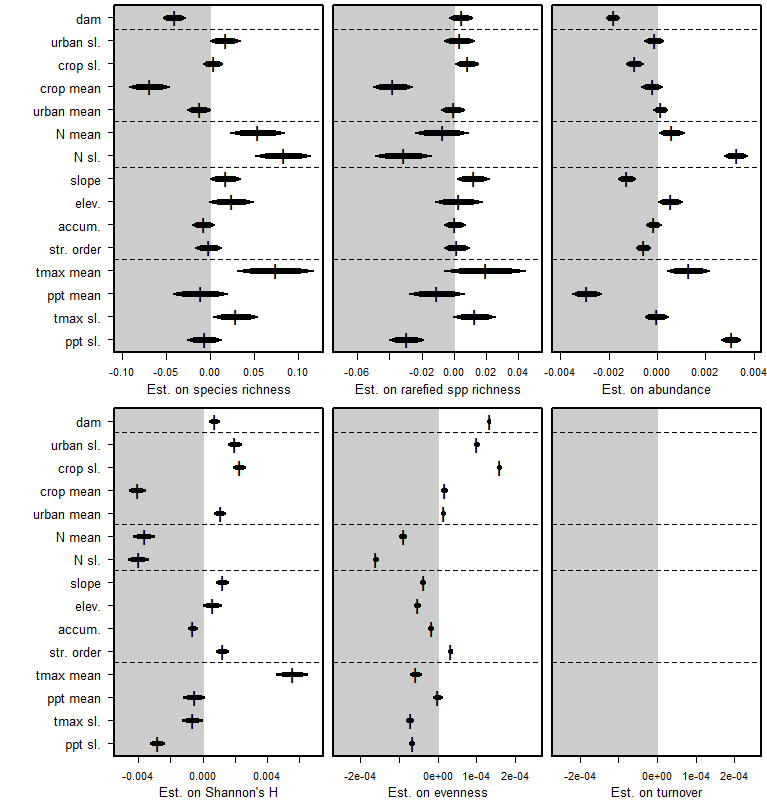 dam
urban sl.
crop sl.
crop mean
urban mean
N mean
N sl.
slope
elev.
accum.
str. order
tmax mean
ppt mean
tmax sl.
ppt sl.
-0.10 -0.05 0.00 0.05 0.10
Est. on species richness
-0.06 -0.02 0.00 0.02 0.04
Est. on rarefied spp richness
-0.004 -0.002 0.000 0.002 0.004
Est. on abundance
dam
urban sl.
crop sl.
crop mean
urban mean
N mean
N sl.
slope
elev.
accum.
str. order
tmax mean
ppt mean
tmax sl.
ppt sl.
-0.004 0.000 0.004
Est. on Shannon's H
-2e-04 0e+00 1e-04 2e-04
Est. on evenness
-2e-04 0e+00 1e-04 2e-04
Est. on turnover